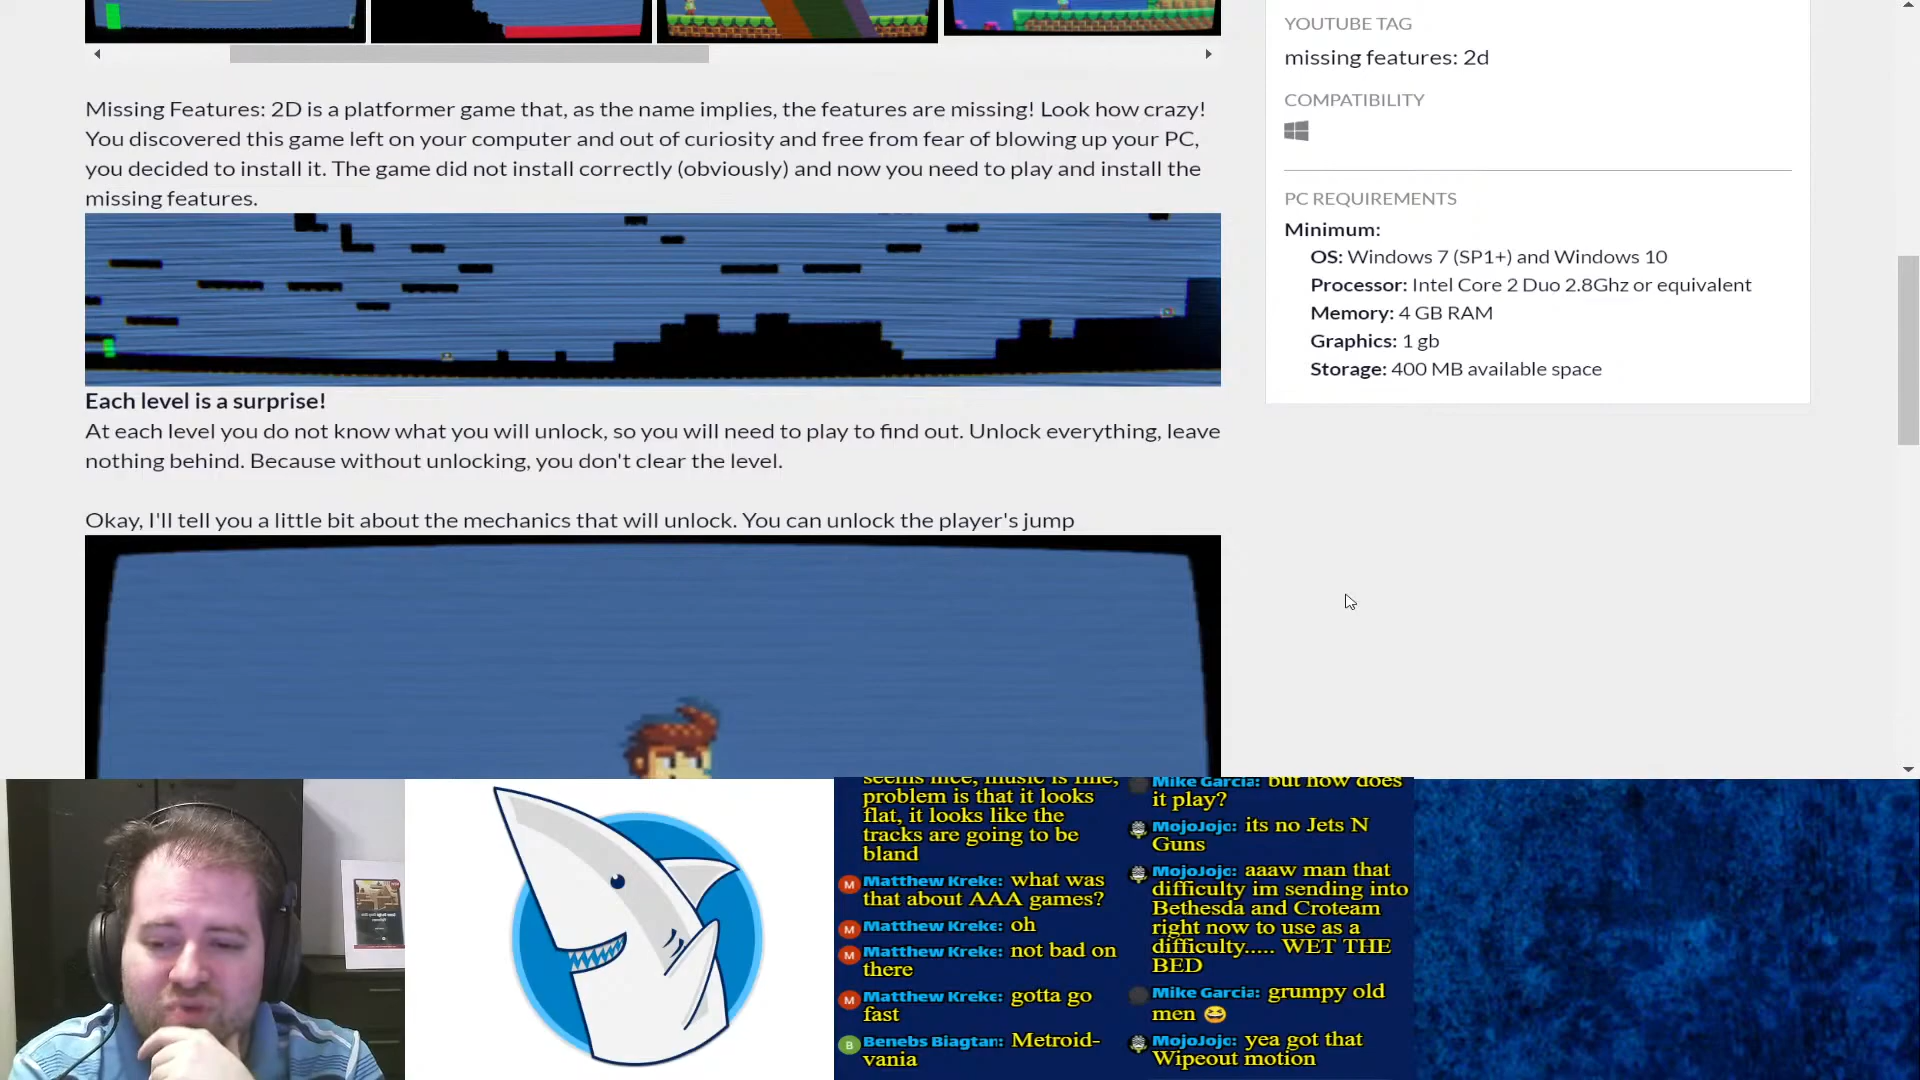 YOUTUBE TAG
missing features: 2d
COMPATIBILITY
PC REQUIREMENTS
Minimum:
OS: Windows 7 (SP1+) and Windows 10
Processor: Intel Core 2 Duo 2.8Ghz or equivalent
Memory: 4 GB RAM
Graphics: 1 gb
Storage: 400 MB available space
Missing Features: 2D is a platformer game that, as the name implies, the features are missing! Look how crazy!
You discovered this game left on your computer and out of curiosity and free from fear of blowing up your PC,
you decided to install it. The game did not install correctly (obviously) and now you need to play and install the
missing features.
Each level is a surprise!
At each level you do not know what you will unlock, so you will need to play to find out. Unlock everything, leave
nothing behind. Because without unlocking, you don't clear the level.
Okay, I'll tell you a little bit about the mechanics that will unlock. You can unlock the player's jump
seems nice, music is fine,
problem is that it looks
flat, it looks like the
tracks are going to be
bland
M Matthew Kreke: what was
that about AAA games?
M Matthew Kreke: oh
M Matthew Kreke: not bad on
there
M Matthew Kreke: gotta go
fast
B Benebs Biagtan: Metroid-
vania
Mike Garcia: but how does
it play?
MojoJojo: its no Jets N
Guns
MojoJojo: aaaw man that
difficulty im sending into
Bethesda and Croteam
right now to use as a
difficulty..... WET THE
BED
Mike Garcia: grumpy old
men 😆
MojoJojo: yea got that
Wipeout motion